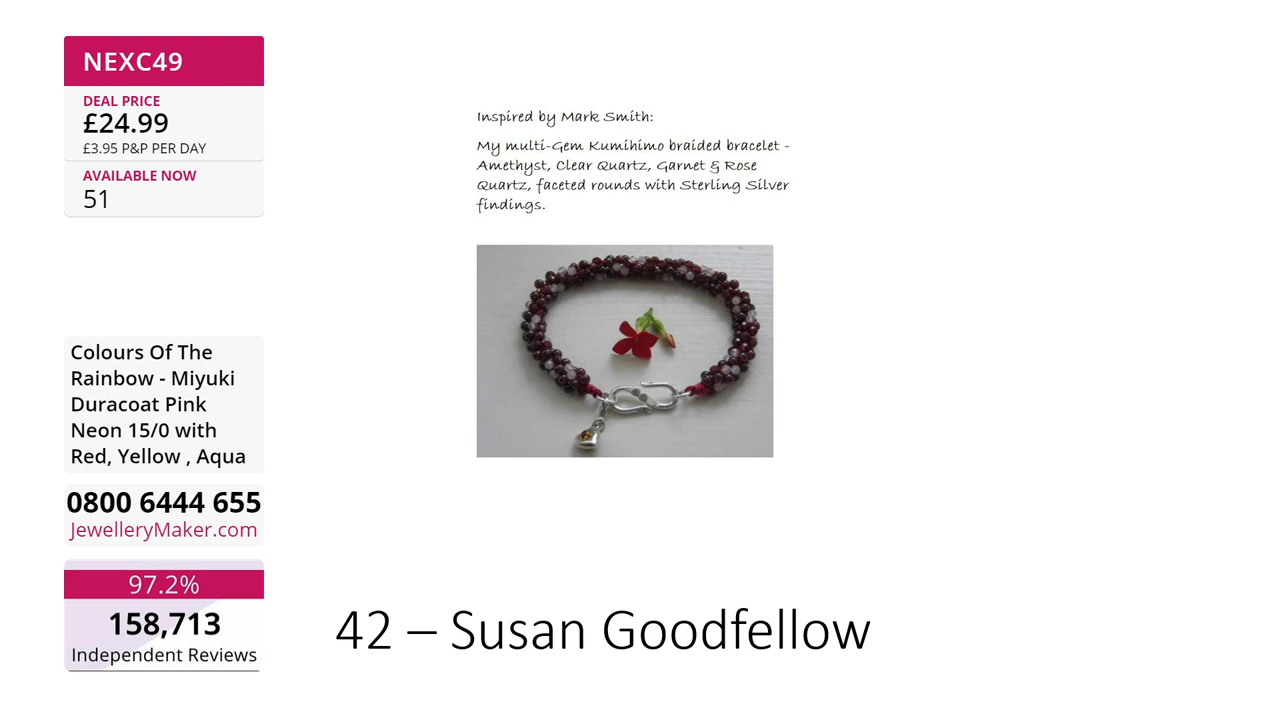 NEXC49
DEAL PRICE
£24.99
£3.95 P&P PER DAY
AVAILABLE NOW
51
Colours Of The
Rainbow - Miyuki
Duracoat Pink
Neon 15/0 with
Red, Yellow , Aqua
0800 6444 655
JewelleryMaker.com
97.2%
158,713
Independent Reviews
Inspired by Mark Smith:
My multi-Gem Kumihimo braided bracelet -
Amethyst, Clear Quartz, Garnet & Rose
Quartz, faceted rounds with Sterling Silver
findings.
42 – Susan Goodfellow